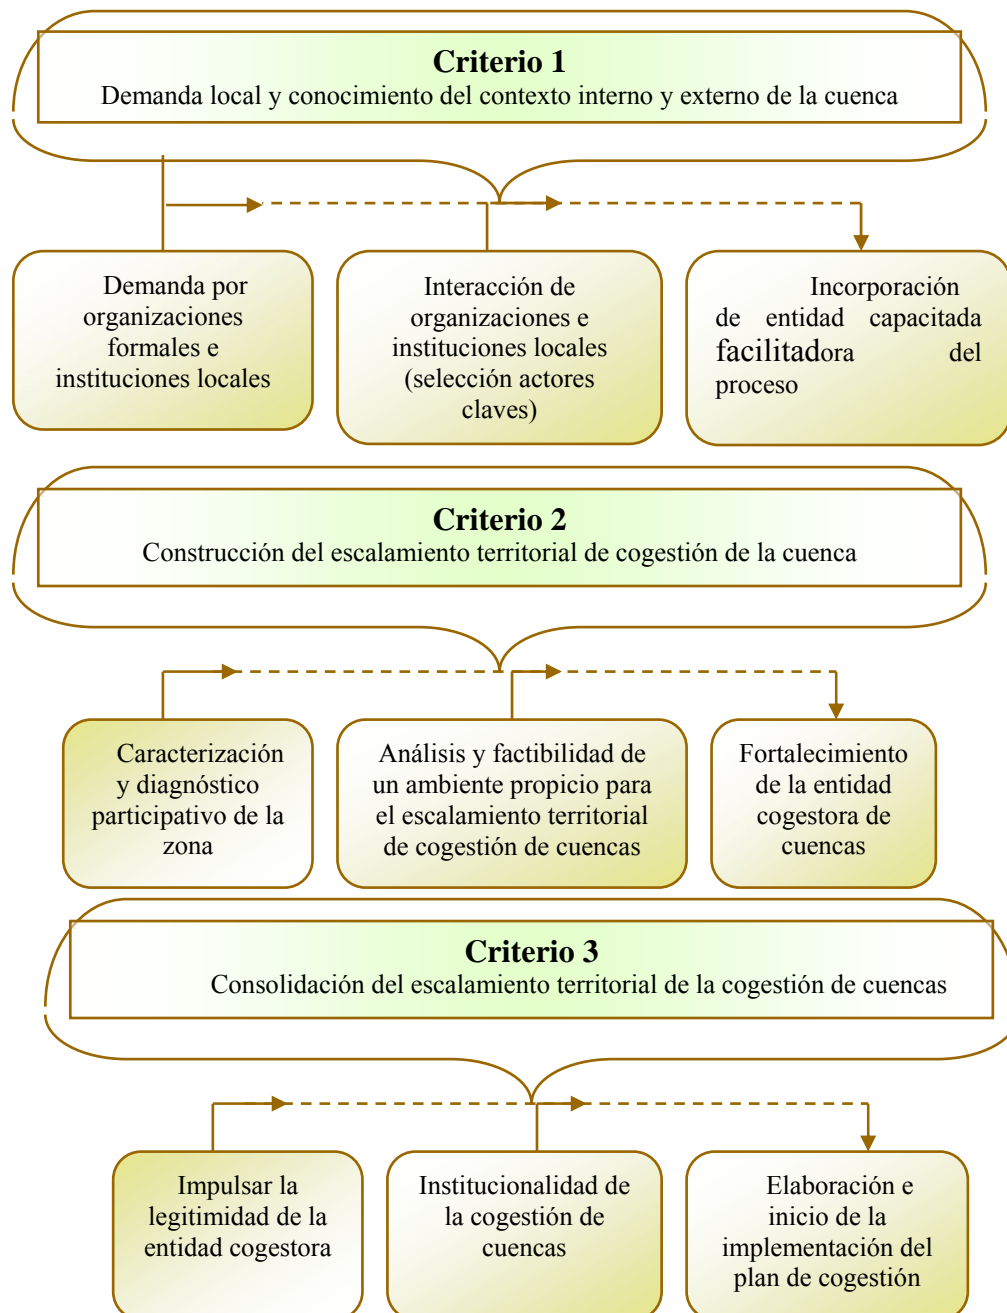 Criterio 1
Demanda local y conocimiento del contexto interno y externo de la cuenca
Demanda por
organizaciones
formales e
instituciones locales
Interacción de
organizaciones e
instituciones locales
(selección actores
claves)
Incorporación
de entidad capacitada
facilitadora del
proceso
Criterio 2
Construcción del escalamiento territorial de cogestión de la cuenca
Caracterización
y diagnóstico
participativo de la
zona
Análisis y factibilidad de
un ambiente propicio para
el escalamiento territorial
de cogestión de cuencas
Fortalecimiento
de la entidad
cogestora de
cuencas
Criterio 3
Consolidación del escalamiento territorial de la cogestión de cuencas
Impulsar la
legitimidad de la
entidad cogestora
Institucionalidad de
la cogestión de
cuencas
Elaboración e
inicio de la
implementación del
plan de cogestión